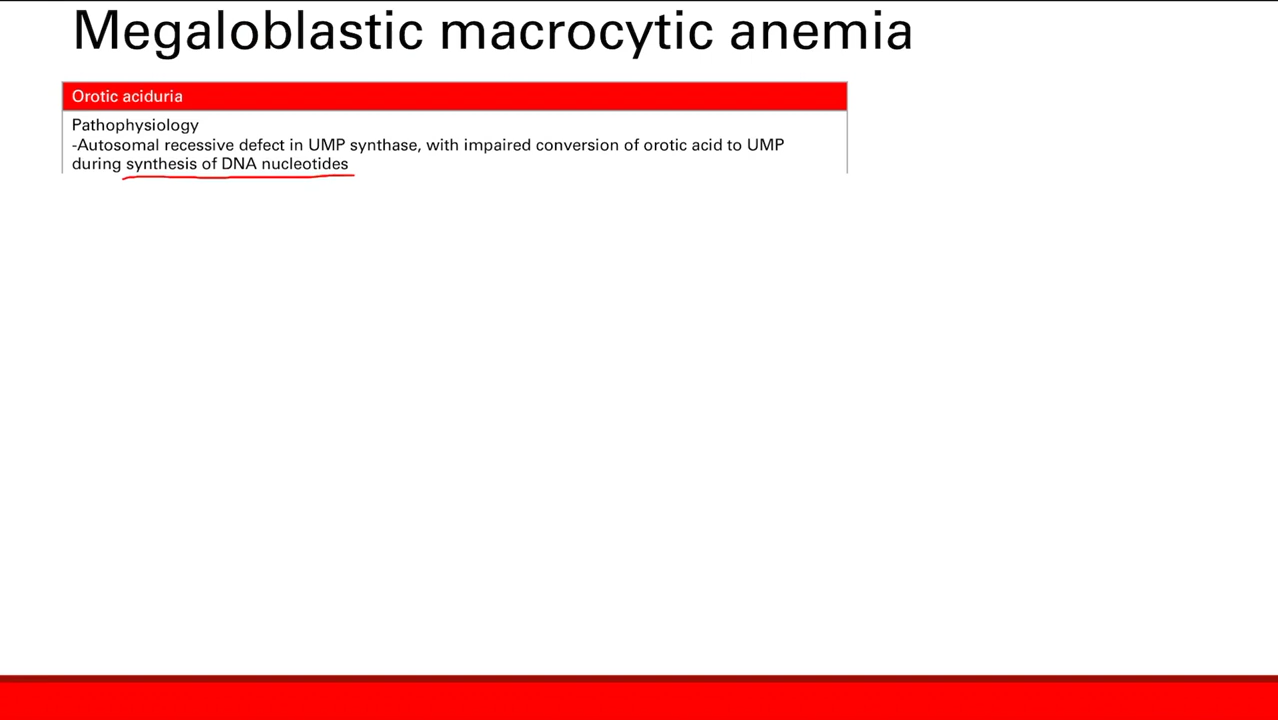 Megaloblastic macrocytic anemia
Orotic aciduria
Pathophysiology
-Autosomal recessive defect in UMP synthase, with impaired conversion of orotic acid to UMP
during synthesis of DNA nucleotides